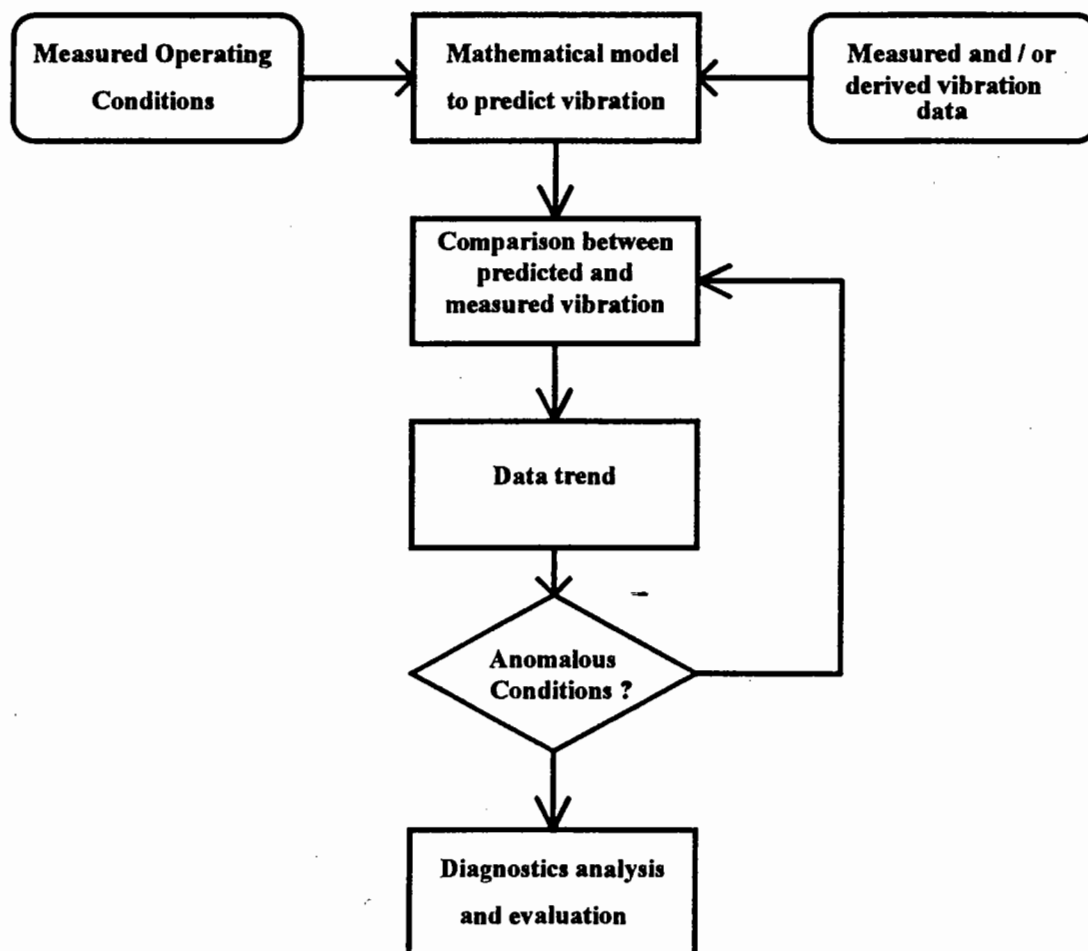 Measured Operating
Conditions
Mathematical model
to predict vibration
Measured and / or
derived vibration
data
Comparison between
predicted and
measured vibration
Data trend
Anomalous
Conditions ?
Diagnostics analysis
and evaluation